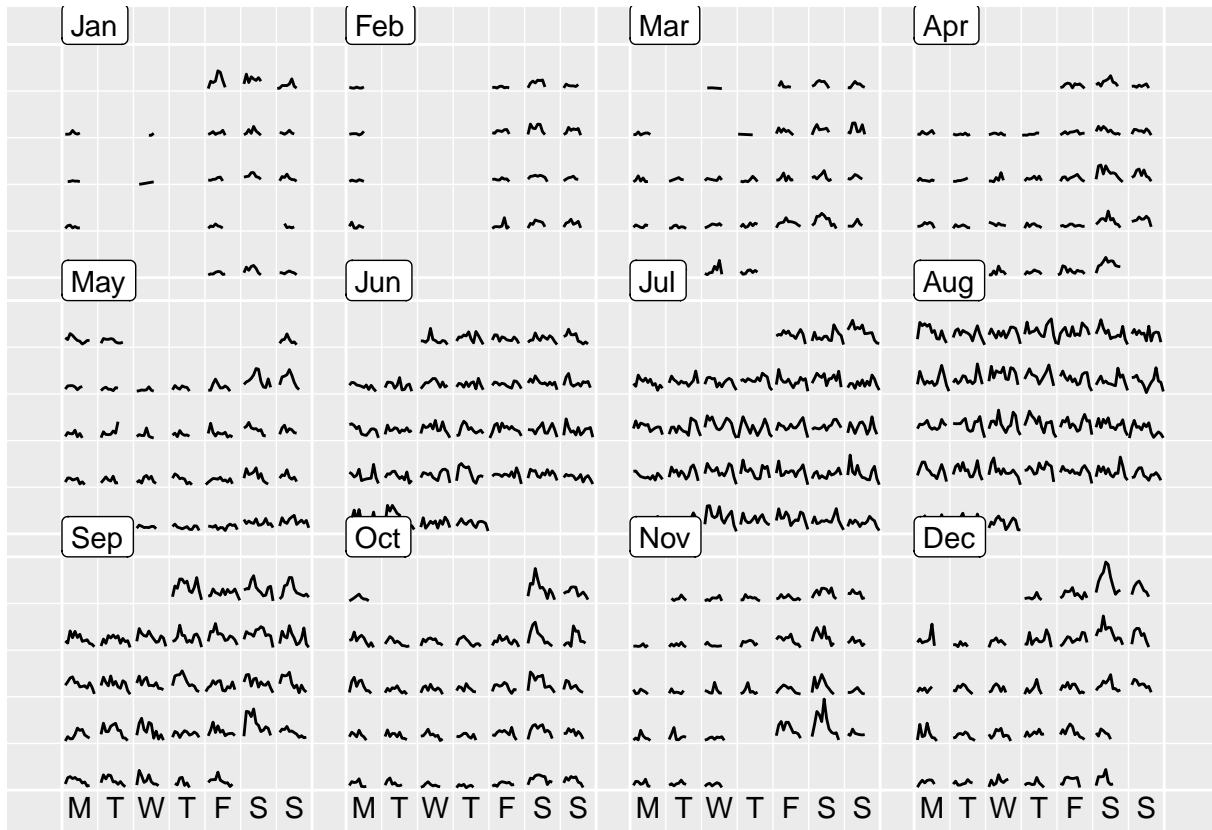 Jan Feb Mar Apr
May Jun Jul Aug
Sep Oct Nov Dec
M T W T F S S M T W T F S S M T W T F S S M T W T F S S